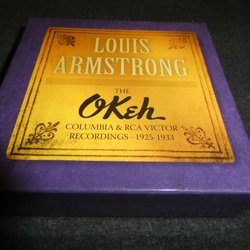 LOUIS
ARMSTRONG
THE
OKeh
COLUMBIA & RCA VICTOR
RECORDINGS - 1925-1933